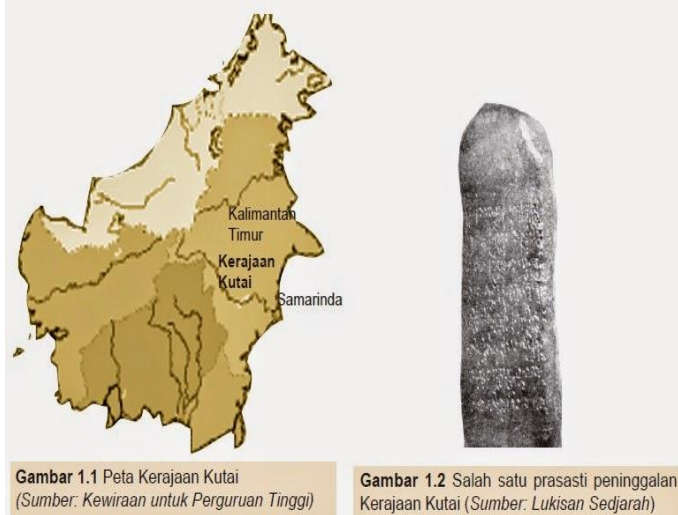 Kalimantan
Timur
Kerajaan
Kutai
Samarinda
Gambar 1.1 Peta Kerajaan Kutai
(Sumber: Kewiraan untuk Perguruan Tinggi)
Gambar 1.2 Salah satu prasasti peninggalan
Kerajaan Kutai (Sumber: Lukisan Sedjarah)